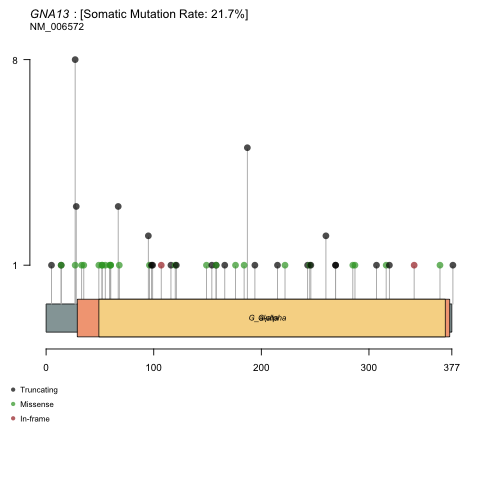 GNA13 : [Somatic Mutation Rate: 21.7%]
NM_006572
8
1
0 100 200 300 377
Truncating
Missense
In-frame